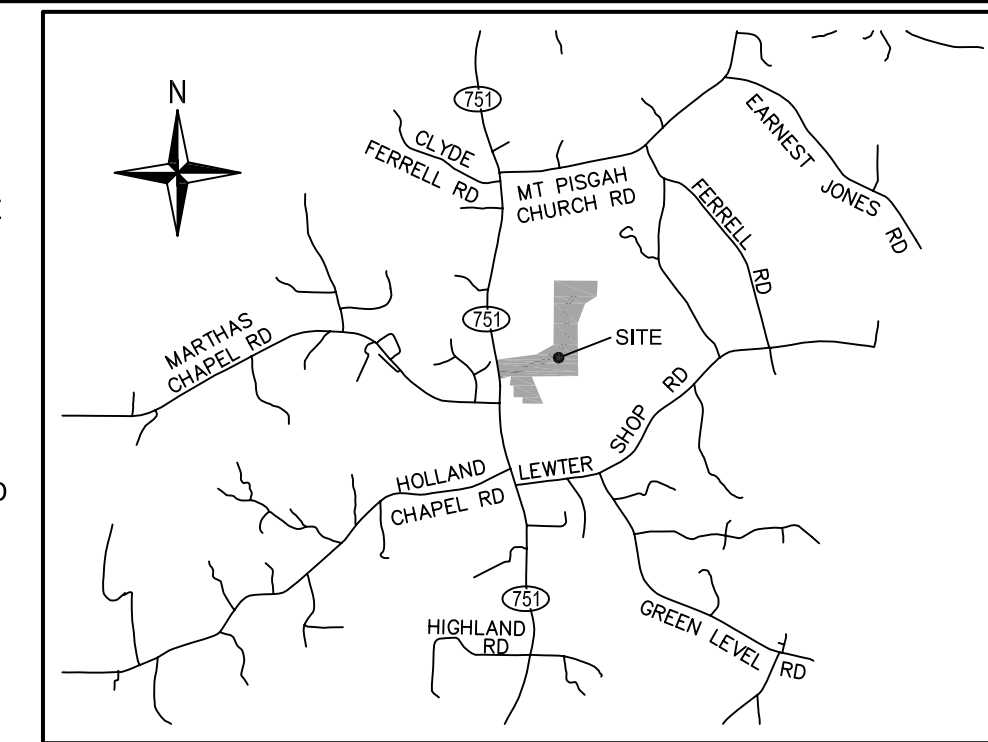 N
751
CLYDE
FERRELL RD
MT PISGAH
CHURCH RD
EARNEST JONES RD
FERRELL RD
751
SITE
MARTHAS
CHAPEL RD
SHOP RD
LEWTER
HOLLAND
CHAPEL RD
751
HIGHLAND
RD
GREEN LEVEL RD